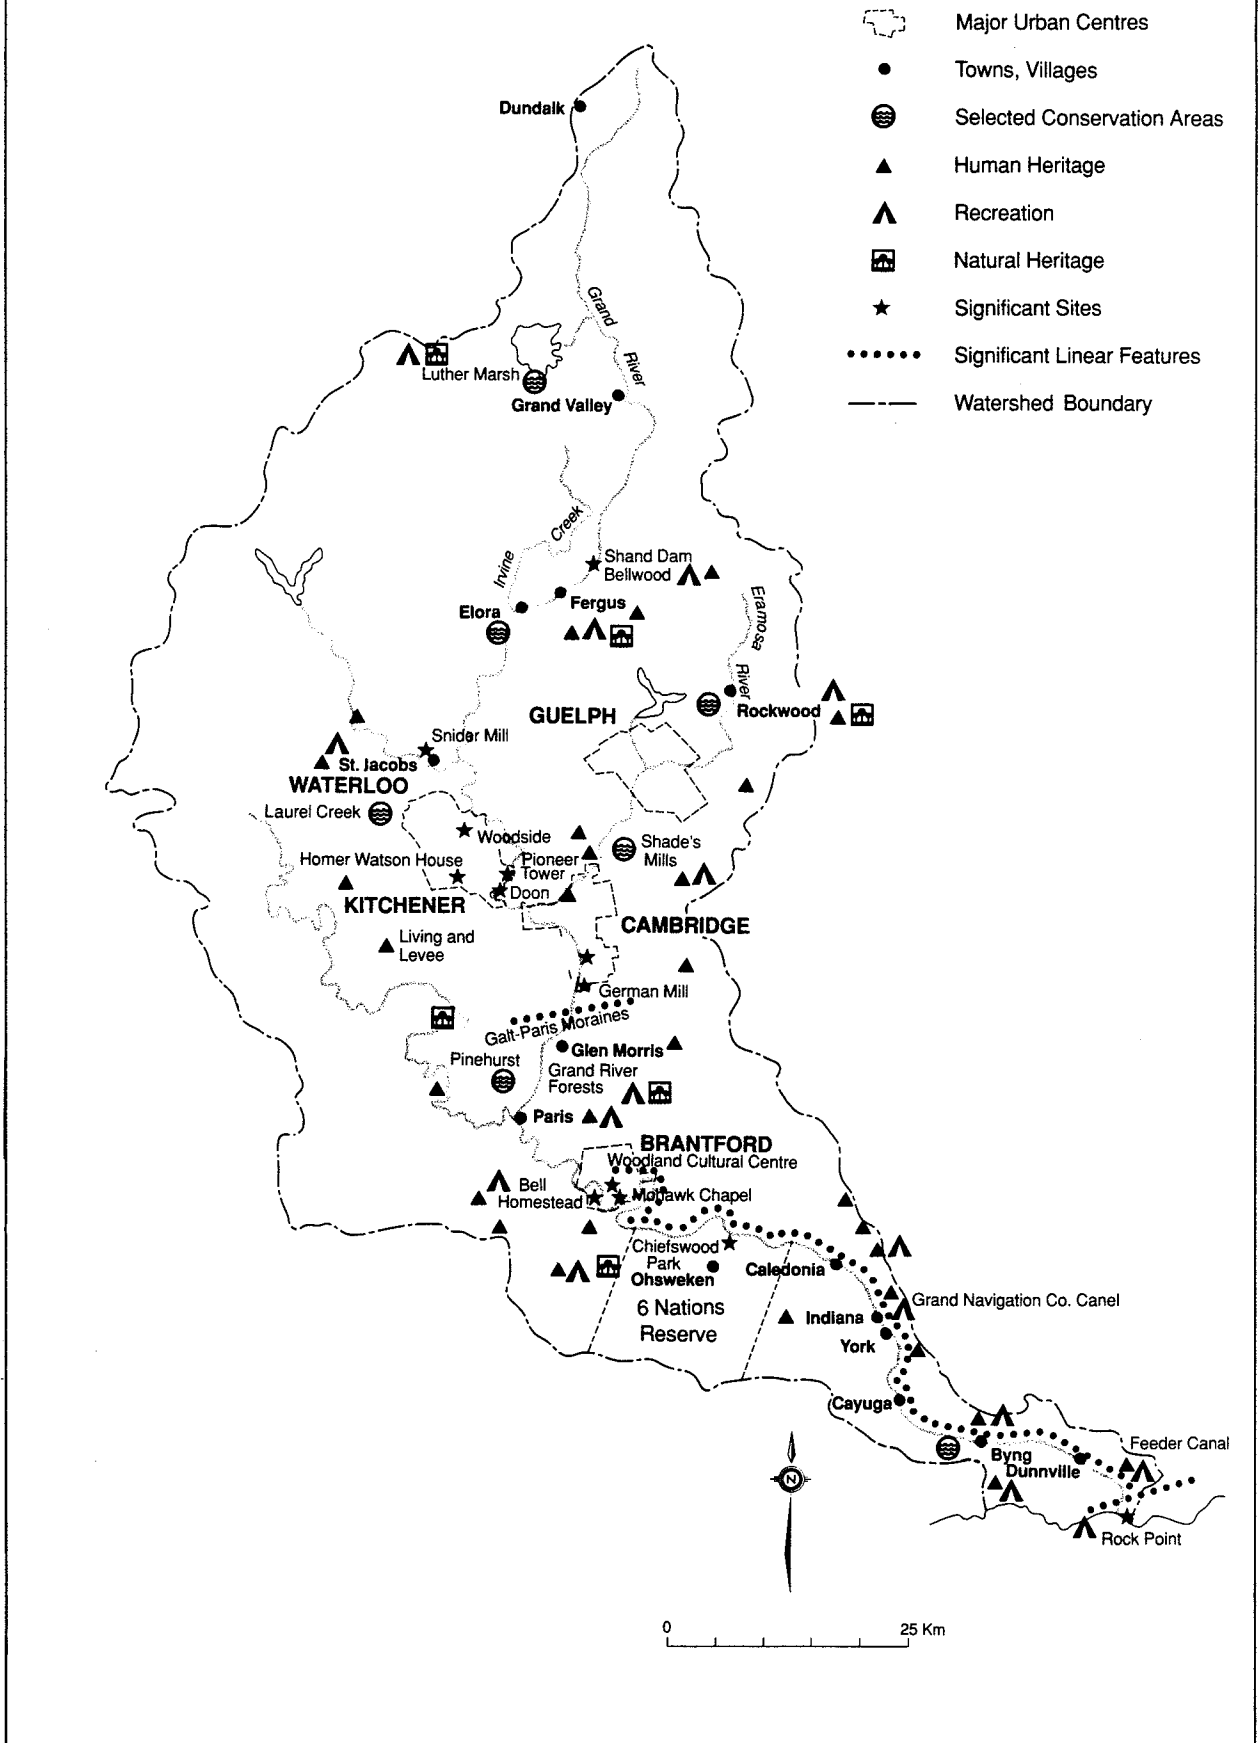 Major Urban Centres
Towns, Villages
Selected Conservation Areas
Human Heritage
Recreation
Natural Heritage
Significant Sites
Significant Linear Features
Watershed Boundary
Dundalk
Grand
River
Luther Marsh
Grand Valley
Irvine
Creek
Shand Dam
Bellwood
Elora
Fergus
Eramosa
River
GUELPH
Rockwood
Snider Mill
St. Jacobs
WATERLOO
Laurel Creek
Woodside
Shade's
Mills
Homer Watson House
Pioneer
Tower
Doon
KITCHENER
CAMBRIDGE
Living and
Levee
German Mill
Galt-Paris Moraines
Glen Morris
Pinehurst
Grand River
Forests
Paris
BRANTFORD
Woodland Cultural Centre
Bell
Homestead
Mohawk Chapel
Chiefswood
Park
Ohsweken
Caledonia
6 Nations
Reserve
Grand Navigation Co. Canel
Indiana
York
Cayuga
Byng
Dunnville
Feeder Canal
Rock Point
N
0
25 Km